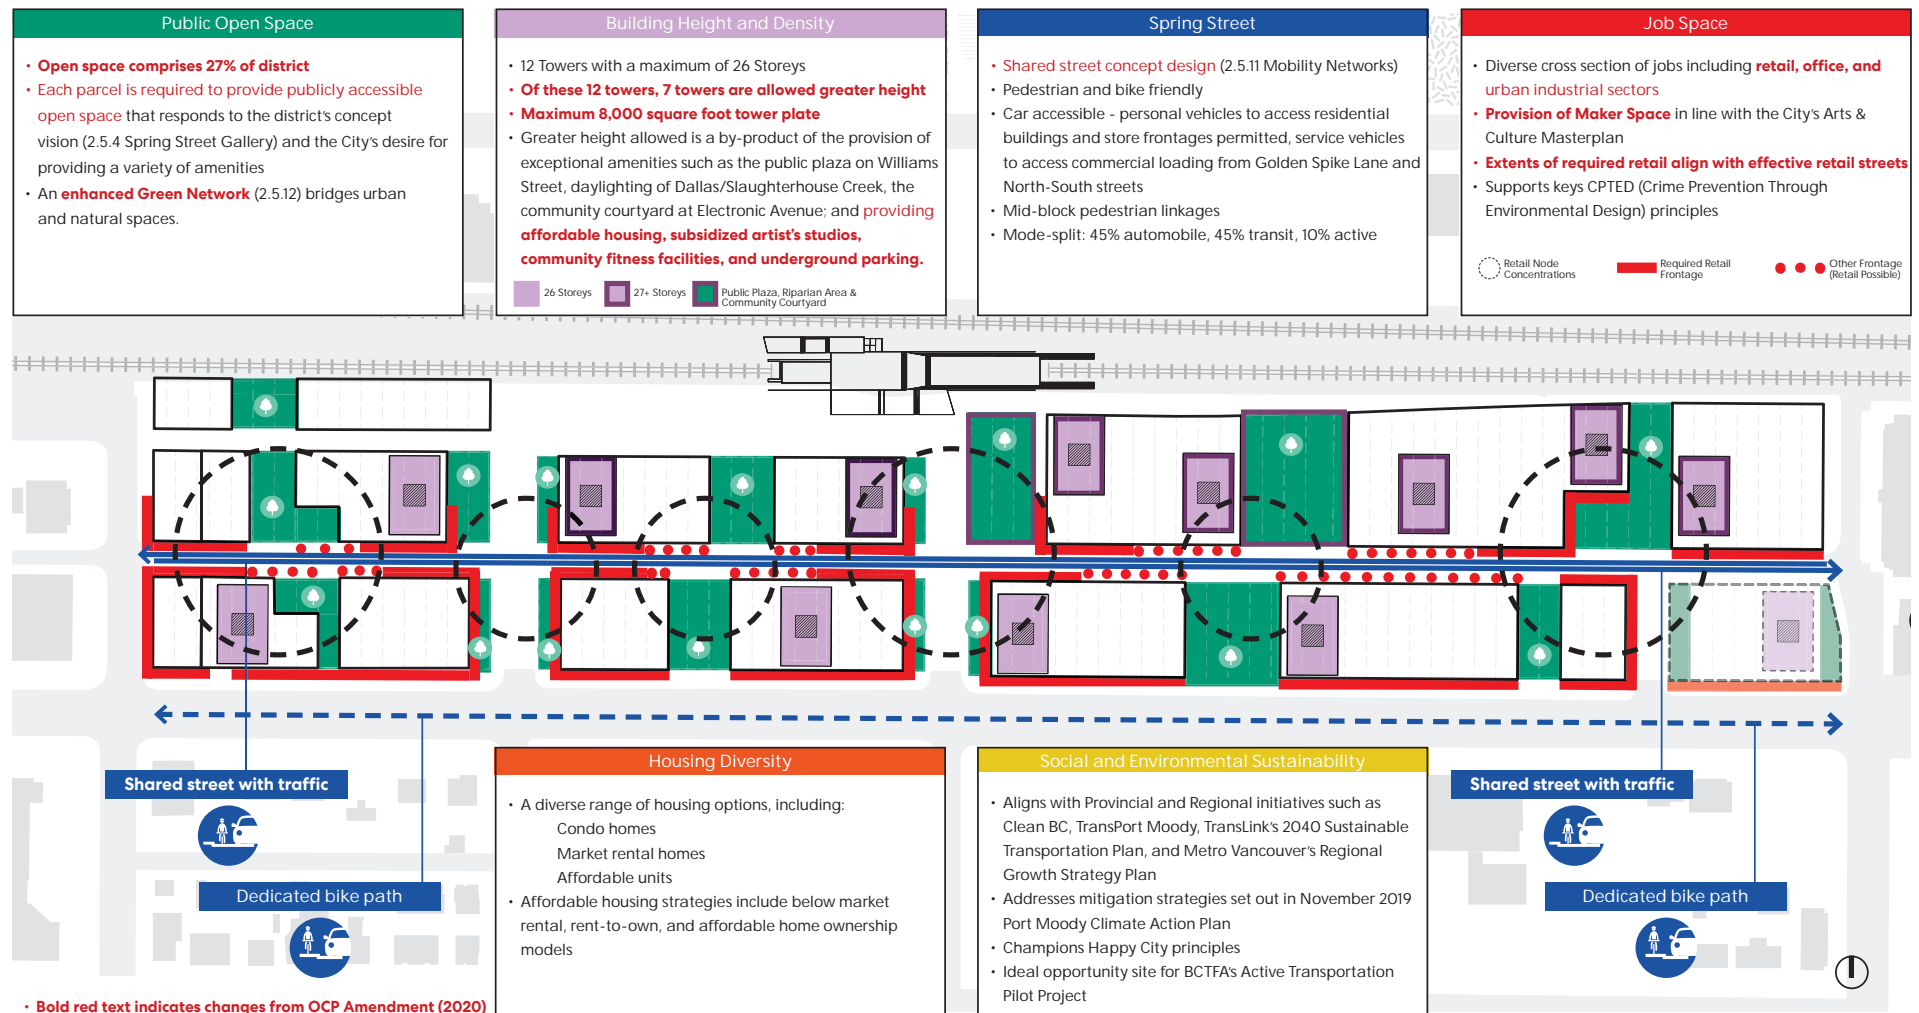 Public Open Space
• Open space comprises 27% of district
• Each parcel is required to provide publicly accessible
open space that responds to the district's concept
vision (2.5.4 Spring Street Gallery) and the City's desire for
providing a variety of amenities
• An enhanced Green Network (2.5.12) bridges urban
and natural spaces.
Building Height and Density
• 12 Towers with a maximum of 26 Storeys
• Of these 12 towers, 7 towers are allowed greater height
• Maximum 8,000 square foot tower plate
• Greater height allowed is a by-product of the provision of
exceptional amenities such as the public plaza on Williams
Street, daylighting of Dallas/Slaughterhouse Creek, the
community courtyard at Electronic Avenue; and providing
affordable housing, subsidized artist's studios,
community fitness facilities, and underground parking.
26 Storeys
27+ Storeys
Public Plaza, Riparian Area &
Community Courtyard
Spring Street
• Shared street concept design (2.5.11 Mobility Networks)
• Pedestrian and bike friendly
• Car accessible - personal vehicles to access residential
buildings and store frontages permitted, service vehicles
to access commercial loading from Golden Spike Lane and
North-South streets
• Mid-block pedestrian linkages
• Mode-split: 45% automobile, 45% transit, 10% active
Job Space
• Diverse cross section of jobs including retail, office, and
urban industrial sectors
• Provision of Maker Space in line with the City's Arts &
Culture Masterplan
• Extents of required retail align with effective retail streets
• Supports keys CPTED (Crime Prevention Through
Environmental Design) principles
Retail Node
Concentrations
Required Retail
Frontage
Other Frontage
(Retail Possible)
Shared street with traffic
Dedicated bike path
• Bold red text indicates changes from OCP Amendment (2020)
Housing Diversity
• A diverse range of housing options, including:
Condo homes
Market rental homes
Affordable units
• Affordable housing strategies include below market
rental, rent-to-own, and affordable home ownership
models
Social and Environmental Sustainability
• Aligns with Provincial and Regional initiatives such as
Clean BC, TransPort Moody, TransLink's 2040 Sustainable
Transportation Plan, and Metro Vancouver's Regional
Growth Strategy Plan
• Addresses mitigation strategies set out in November 2019
Port Moody Climate Action Plan
• Champions Happy City principles
• Ideal opportunity site for BCTFA's Active Transportation
Pilot Project
Shared street with traffic
Dedicated bike path